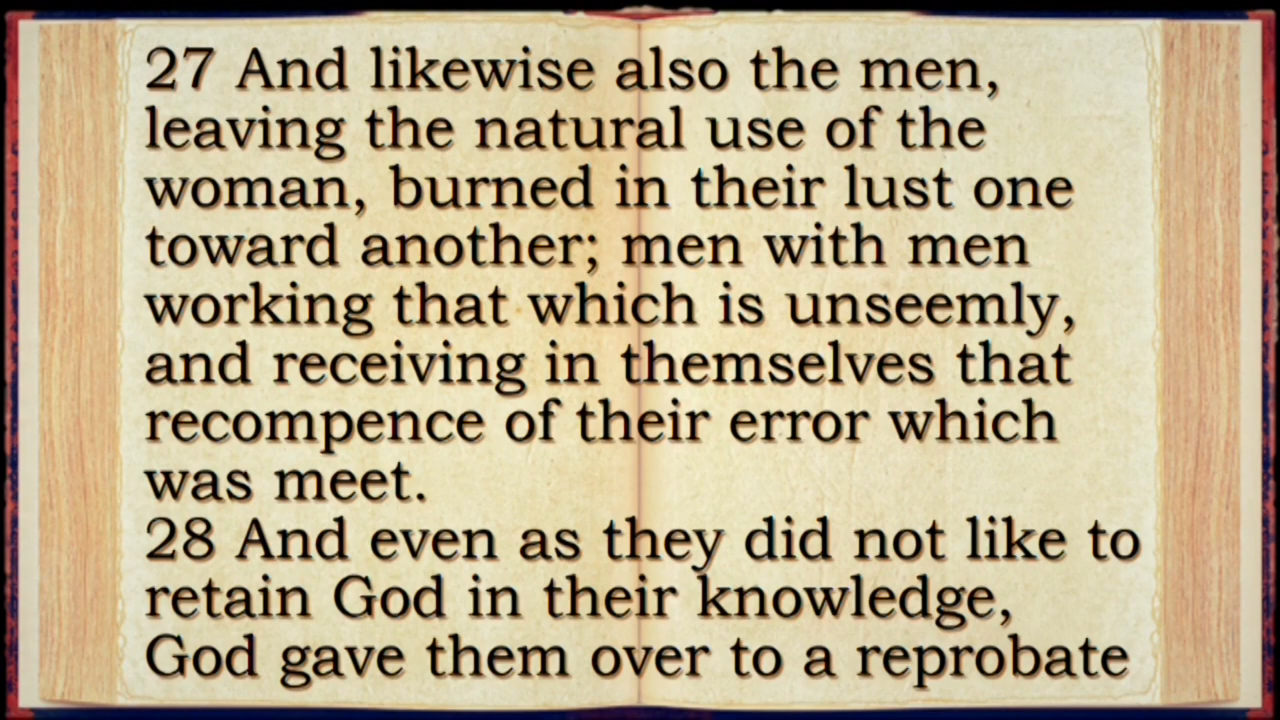 27 And likewise also the men,
leaving the natural use of the
woman, burned in their lust one
toward another; men with men
working that which is unseemly,
and receiving in themselves that
recompence of their error which
was meet.
28 And even as they did not like to
retain God in their knowledge,
God gave them over to a reprobate